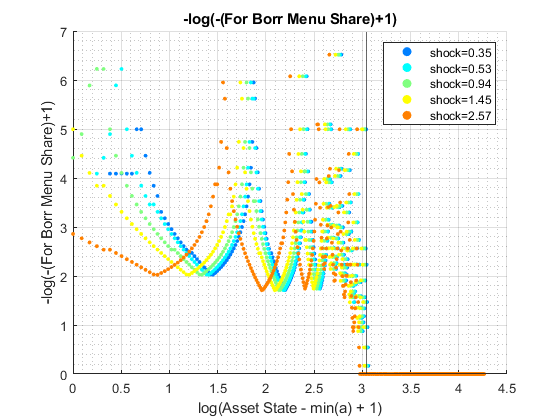 -log(-(For Borr Menu Share)+1)
7
6
5
4
3
2
1
0
-log(-(For Borr Menu Share)+1)
shock=0.35
shock=0.53
shock=0.94
shock=1.45
shock=2.57
0 0.5 1 1.5 2 2.5 3 3.5 4 4.5
log(Asset State - min(a) + 1)